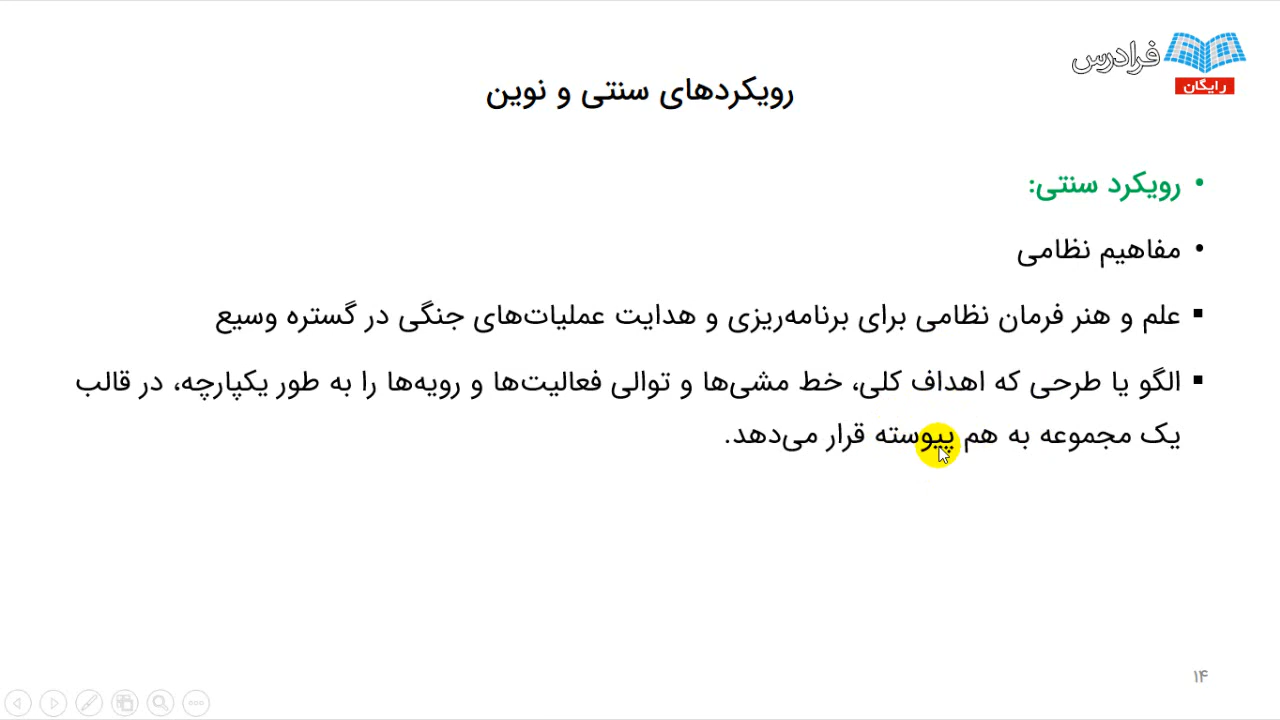 فرادرس
رایگان
رویکردهای سنتی و نوین
• رویکرد سنتی:
• مفاهیم نظامی
▪ علم و هنر فرمان نظامی برای برنامه‌ریزی و هدایت عملیات‌های جنگی در گستره وسیع
▪ الگو یا طرحی که اهداف کلی، خط مشی‌ها و توالی فعالیت‌ها و رویه‌ها را به طور یکپارچه، در قالب
یک مجموعه به هم پیوسته قرار می‌دهد.
۱۴